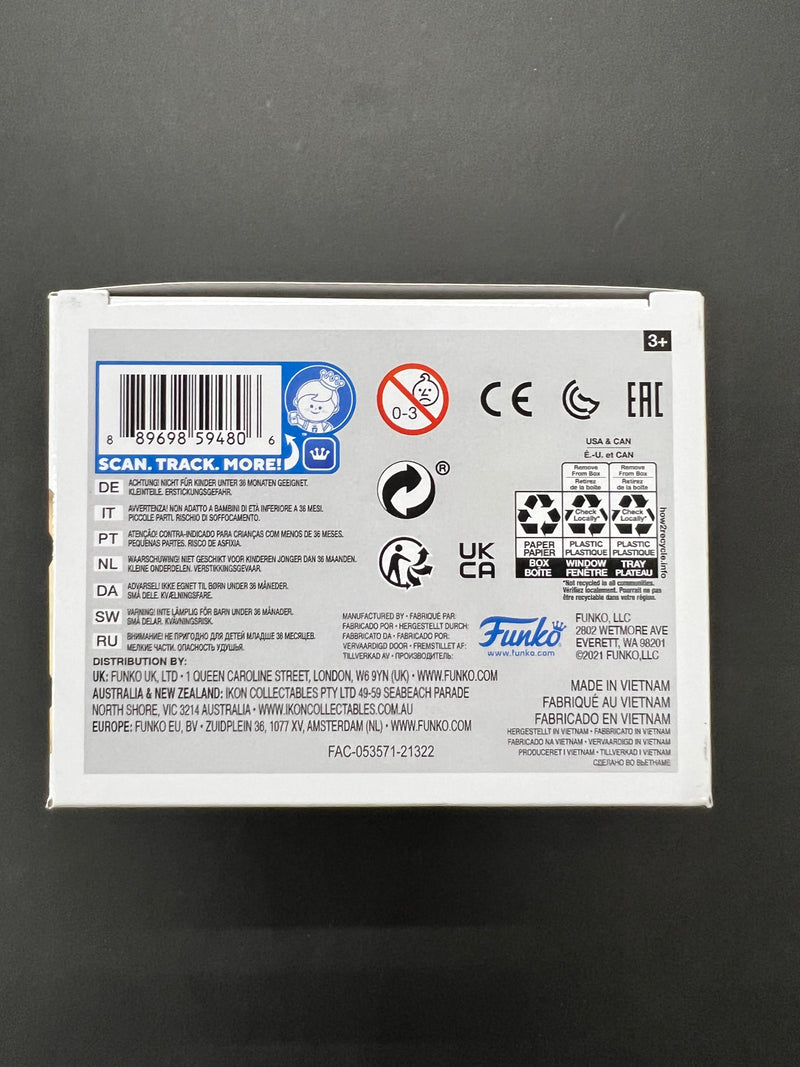 3+
8 89698 59480 6
SCAN. TRACK. MORE!
0-3
CE
EAC
USA & CAN
É.-U. et CAN
Remove From Box
Retirez de la boîte
Remove From Box
Retirez de la boîte
Check Locally*
Check Locally*
PAPER PAPIER
PLASTIC PLASTIQUE
PLASTIC PLASTIQUE
BOX BOÎTE
WINDOW FENÊTRE
TRAY PLATEAU
how2recycle.info
*Not recycled in all communities.
Vérifiez localement. Pourrait ne pas
être recyclable dans votre région.
®
UK
CA
DE ACHTUNG! NICHT FÜR KINDER UNTER 36 MONATEN GEEIGNET.
KLEINTEILE. ERSTICKUNGSGEFAHR.
IT AVVERTENZA! NON ADATTO A BAMBINI DI ETÀ INFERIORE A 36 MESI.
PICCOLE PARTI. RISCHIO DI SOFFOCAMENTO.
PT ATENÇÃO! CONTRA-INDICADO PARA CRIANÇAS COM MENOS DE 36 MESES.
PEQUENAS PARTES. RISCO DE ASFIXIA.
NL WAARSCHUWING! NIET GESCHIKT VOOR KINDEREN JONGER DAN 36 MAANDEN.
KLEINE ONDERDELEN. VERSTIKKINGSGEVAAR.
DA ADVARSEL! IKKE EGNET TIL BØRN UNDER 36 MÅNEDER.
SMÅ DELE. KVÆLNINGSFARE.
SW VARNING! INTE LÄMPLIG FÖR BARN UNDER 36 MÅNADER.
SMÅ DELAR. KVÄVNINGSRISK.
RU ВНИМАНИЕ! НЕ ПРИГОДНО ДЛЯ ДЕТЕЙ МЛАДШЕ 36 МЕСЯЦЕВ.
МЕЛКИЕ ЧАСТИ. ОПАСНОСТЬ УДУШЬЯ.
MANUFACTURED BY • FABRIQUÉ PAR:
FABRICADO POR • HERGESTELLT DURCH:
FABRICATO DA • FABRICADO POR:
VERVAARDIGD DOOR • FREMSTILLET AF:
TILLVERKAD AV • ПРОИЗВОДИТЕЛЬ:
Funko
www.funko.com
FUNKO, LLC
2802 WETMORE AVE
EVERETT, WA 98201
©2021 FUNKO,LLC
DISTRIBUTION BY:
UK: FUNKO UK, LTD • 1 QUEEN CAROLINE STREET, LONDON, W6 9YN (UK) • WWW.FUNKO.COM
AUSTRALIA & NEW ZEALAND: IKON COLLECTABLES PTY LTD 49-59 SEABEACH PARADE
NORTH SHORE, VIC 3214 AUSTRALIA • WWW.IKONCOLLECTABLES.COM.AU
EUROPE: FUNKO EU, BV • ZUIDPLEIN 36, 1077 XV, AMSTERDAM (NL) • WWW.FUNKO.COM
FAC-053571-21322
MADE IN VIETNAM
FABRIQUÉ AU VIETNAM
FABRICADO EN VIETNAM
HERGESTELLT IN VIETNAM • FABBRICATO IN VIETNAM
FABRICADO NA VIETNAM • VERVAARDIGD IN VIETNAM
PRODUCERET I VIETNAM • TILLVERKAD I VIETNAM
СДЕЛАНО ВО ВЬЕТНАМЕ